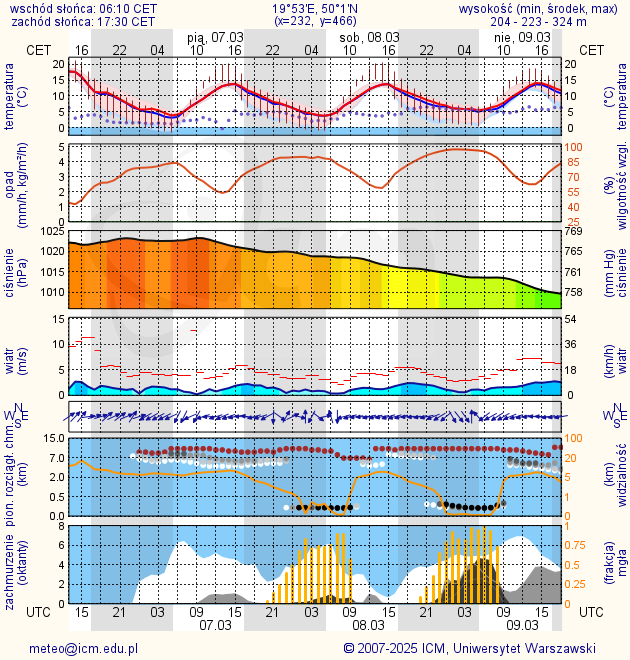 wschód słońca: 06:10 CET 19°53'E, 50°1'N wysokość (min, środek, max)
zachód słońca: 17:30 CET (x=232, y=466) 204 - 223 - 324 m
pią, 07.03 sob, 08.03 nie, 09.03
CET 16 22 04 10 16 22 04 10 16 22 04 10 16 CET
temperatura (°C)
20 15 10 5 0
20 15 10 5 0
temperatura (°C)
opad (mm/h, kg/m²/h)
5 4 3 2 1 0
100 85 70 55 40 25
(%) wilgotność wzgl.
ciśnienie (hPa)
1025 1020 1015 1010
769 765 761 758
(mm Hg) ciśnienie
wiatr (m/s)
15 10 5 0
54 36 18 0
(km/h) wiatr
N W E S
N W E S
pion. rozciągł. chm. (km)
15.0 7.0 2.0 0.5 0.0
100 20 5 1 0
(km) widzialność
zachmurzenie (oktanty)
8 6 4 2 0
1 0.75 0.5 0.25 0
(frakcja) mgła
UTC 15 21 03 09 15 21 03 09 15 21 03 09 15 UTC
07.03 08.03 09.03
meteo@icm.edu.pl © 2007-2025 ICM, Uniwersytet Warszawski